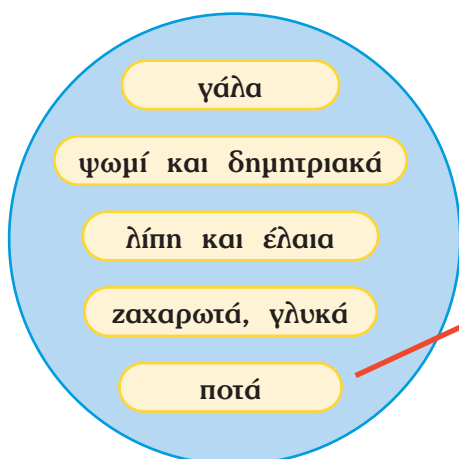 γάλα
ψωμί και δημητριακά
λίπη και έλαια
ζαχαρωτά, γλυκά
ποτά